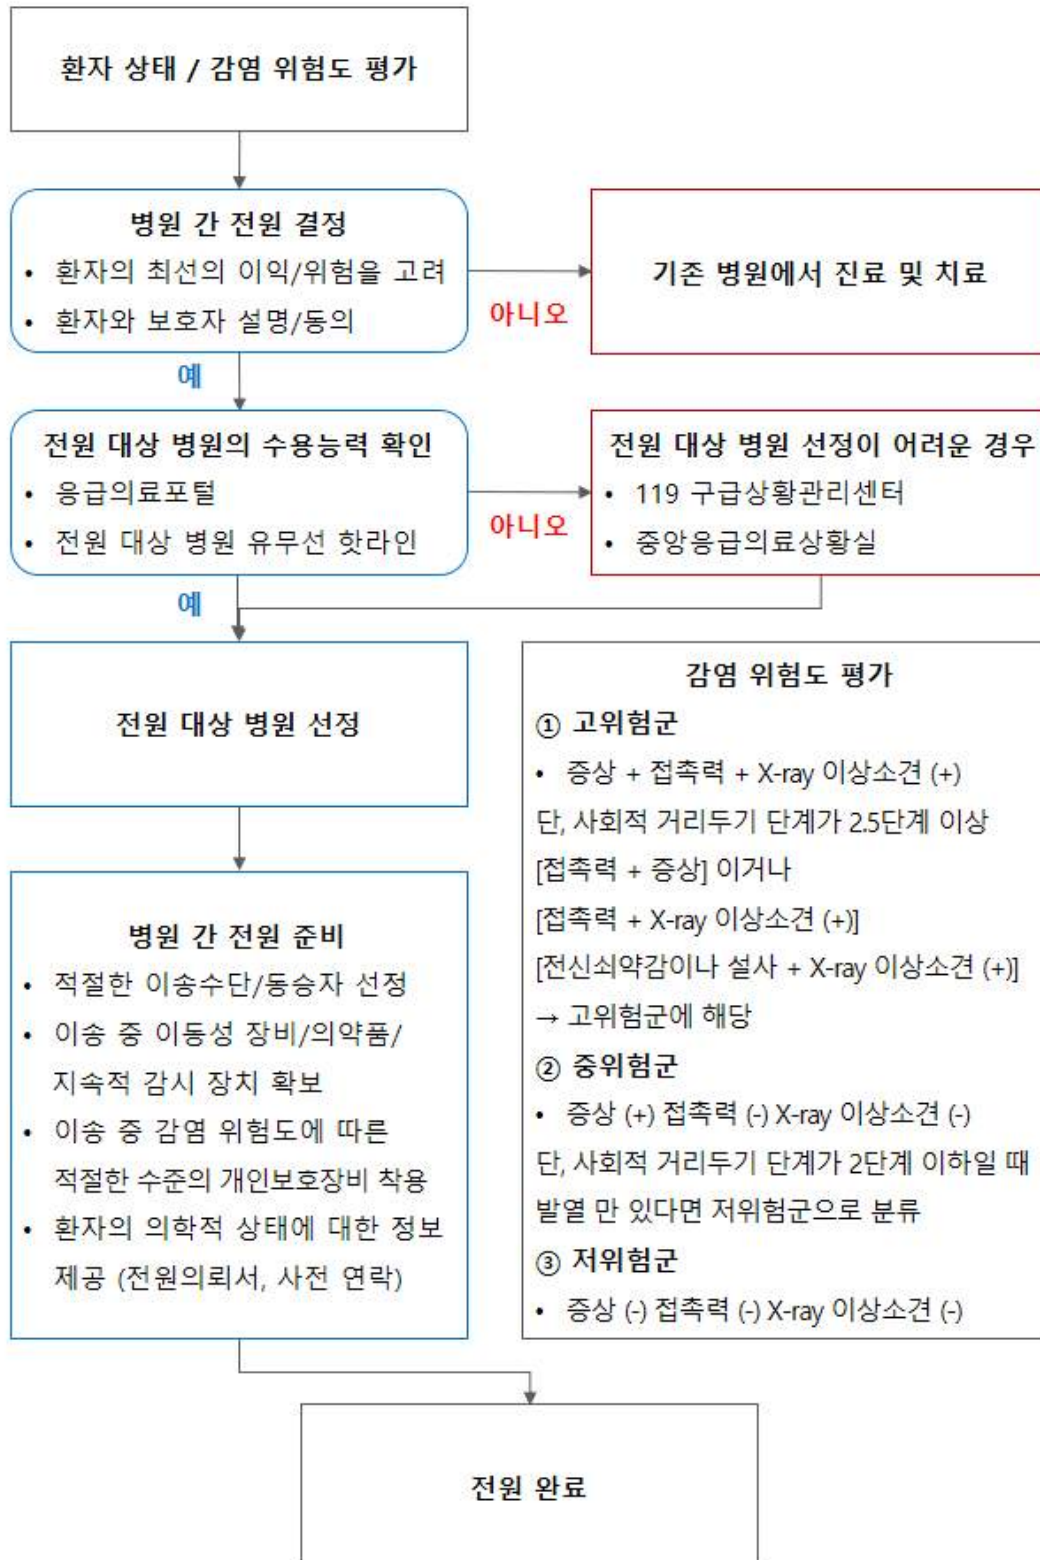 환자 상태 / 감염 위험도 평가
병원 간 전원 결정
• 환자의 최선의 이익/위험을 고려
• 환자와 보호자 설명/동의
아니오
기존 병원에서 진료 및 치료
예
전원 대상 병원의 수용능력 확인
• 응급의료포털
• 전원 대상 병원 유무선 핫라인
아니오
전원 대상 병원 선정이 어려운 경우
• 119 구급상황관리센터
• 중앙응급의료상황실
예
전원 대상 병원 선정
병원 간 전원 준비
• 적절한 이송수단/동승자 선정
• 이송 중 이동성 장비/의약품/
지속적 감시 장치 확보
• 이송 중 감염 위험도에 따른
적절한 수준의 개인보호장비 착용
• 환자의 의학적 상태에 대한 정보
제공 (전원의뢰서, 사전 연락)
감염 위험도 평가
① 고위험군
• 증상 + 접촉력 + X-ray 이상소견 (+)
단, 사회적 거리두기 단계가 2.5단계 이상
[접촉력 + 증상] 이거나
[접촉력 + X-ray 이상소견 (+)]
[전신쇠약감이나 설사 + X-ray 이상소견 (+)]
→ 고위험군에 해당
② 중위험군
• 증상 (+) 접촉력 (-) X-ray 이상소견 (-)
단, 사회적 거리두기 단계가 2단계 이하일 때
발열 만 있다면 저위험군으로 분류
③ 저위험군
• 증상 (-) 접촉력 (-) X-ray 이상소견 (-)
전원 완료